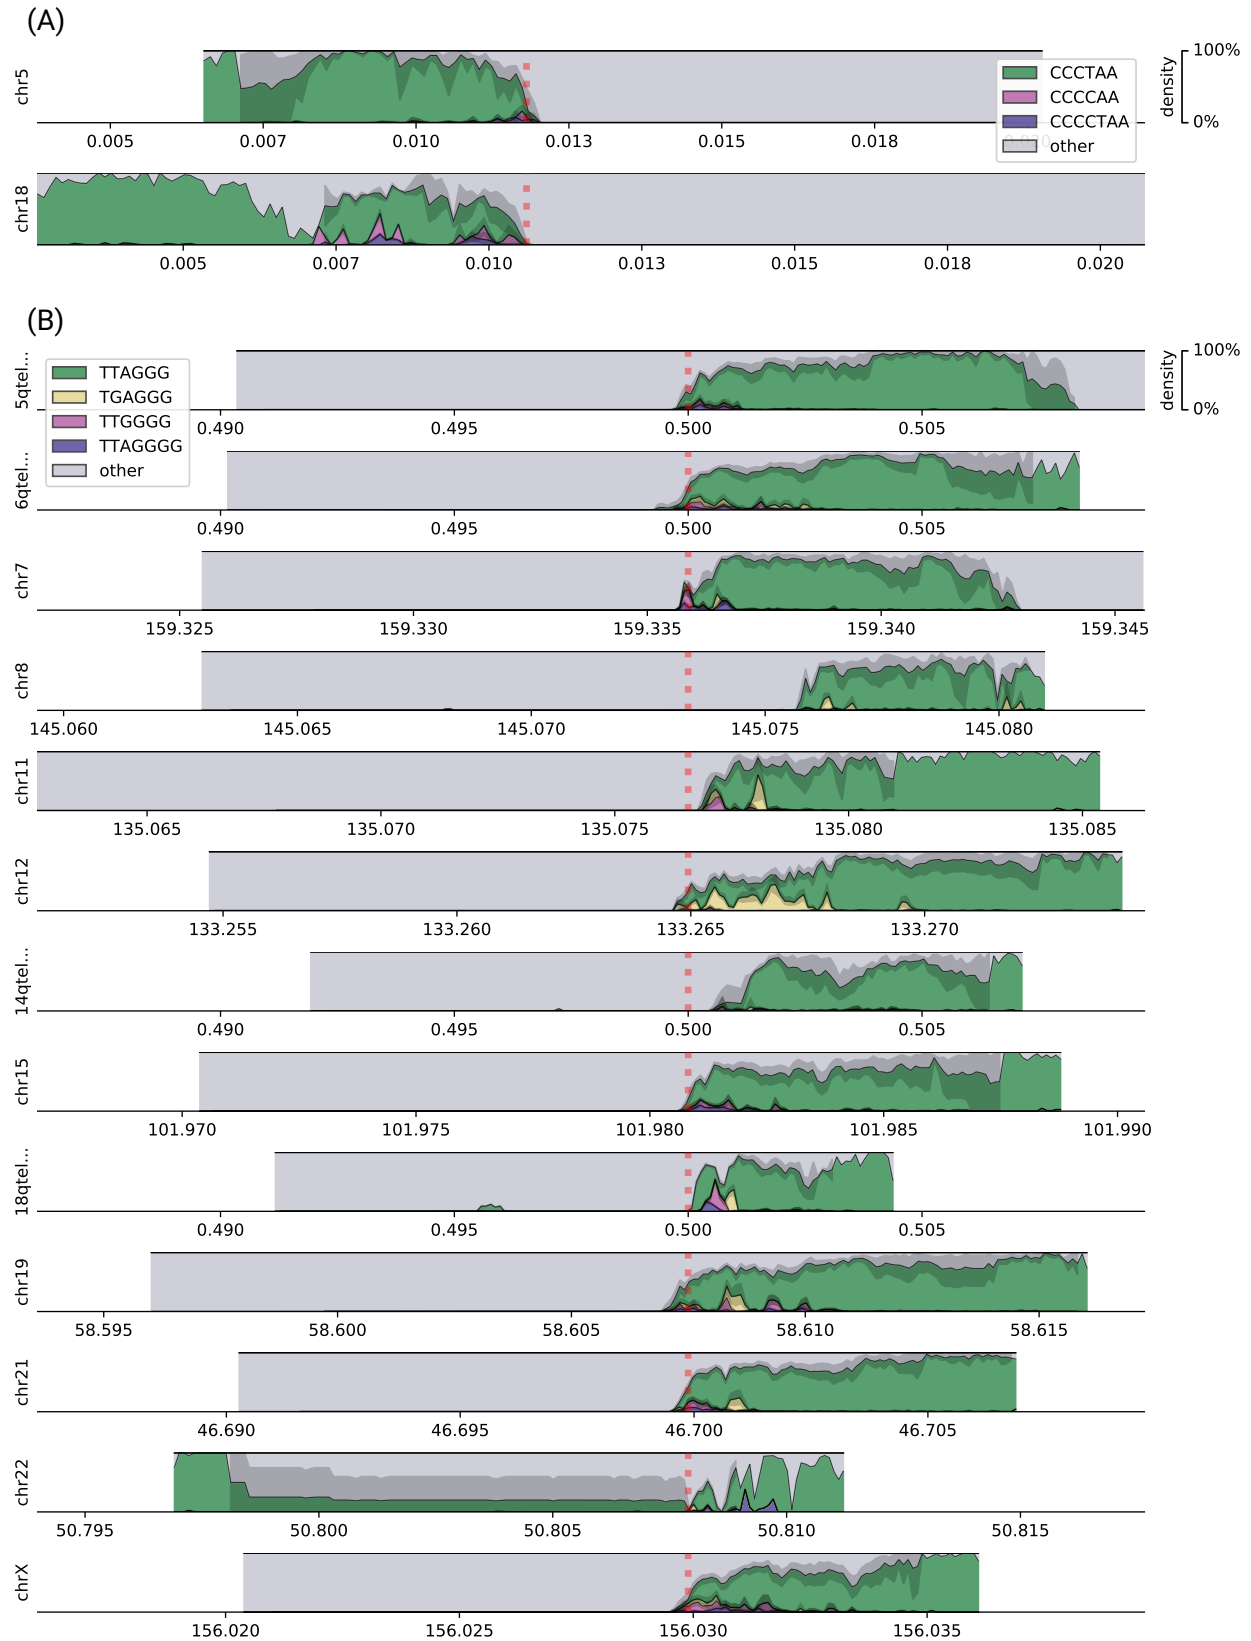 (A)
chr5
CCCTAA
CCCCAA
CCCCTAA
other
density
100%
0%
0.005 0.007 0.010 0.013 0.015 0.018 0.020
chr18
0.005 0.007 0.010 0.013 0.015 0.018 0.020
(B)
TTAGGG
TGAGGG
TTGGGG
TTAGGGG
other
5qtel...
density
100%
0%
0.490 0.495 0.500 0.505
6qtel...
0.490 0.495 0.500 0.505
chr7
159.325 159.330 159.335 159.340 159.345
chr8
145.060 145.065 145.070 145.075 145.080
chr11
135.065 135.070 135.075 135.080 135.085
chr12
133.255 133.260 133.265 133.270
14qtel...
0.490 0.495 0.500 0.505
chr15
101.970 101.975 101.980 101.985 101.990
18qtel...
0.490 0.495 0.500 0.505
chr19
58.595 58.600 58.605 58.610 58.615
chr21
46.690 46.695 46.700 46.705
chr22
50.795 50.800 50.805 50.810 50.815
chrX
156.020 156.025 156.030 156.035